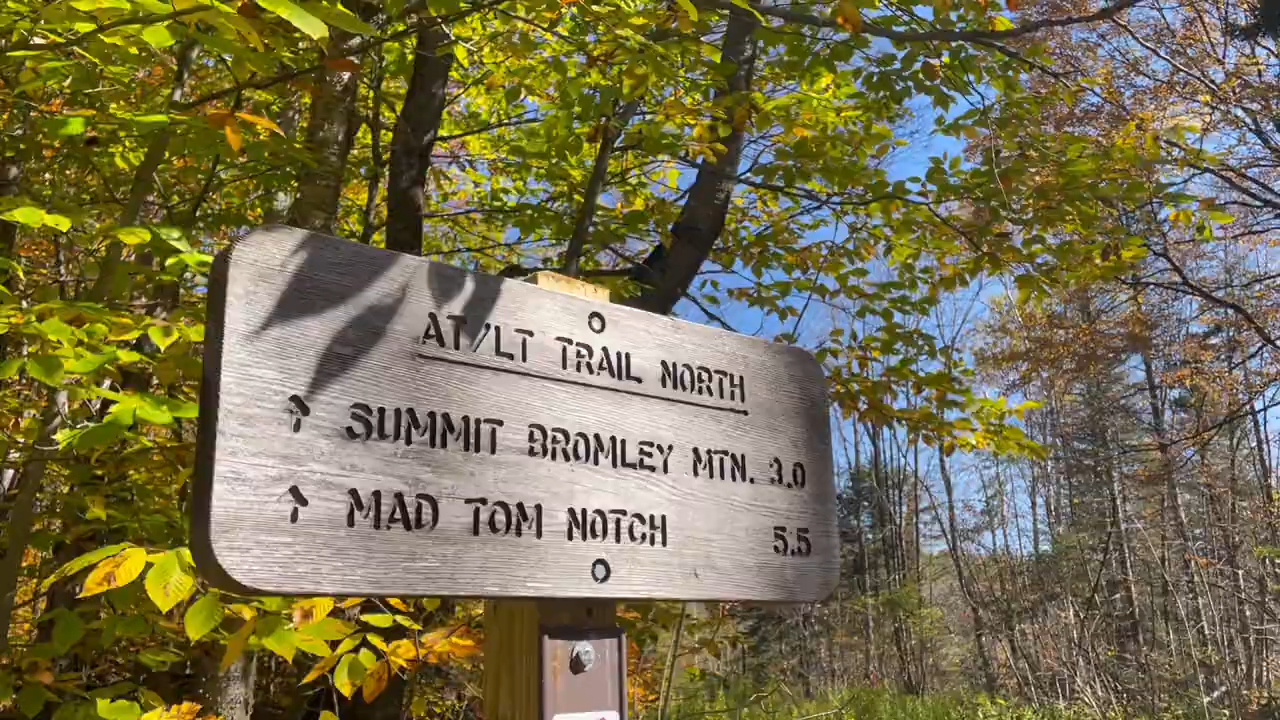 AT/LT TRAIL NORTH
↑ SUMMIT BROMLEY MTN. 3.0
↑ MAD TOM NOTCH 5.5